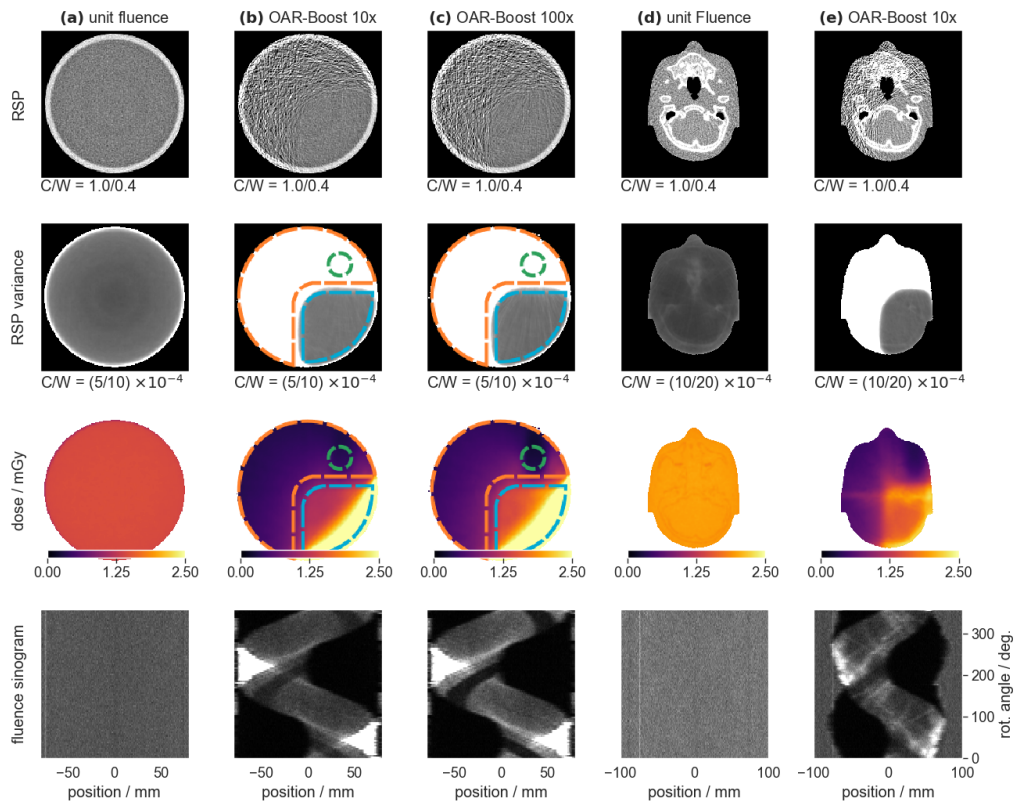 (a) unit fluence
(b) OAR-Boost 10x
(c) OAR-Boost 100x
(d) unit Fluence
(e) OAR-Boost 10x
RSP
C/W = 1.0/0.4
C/W = 1.0/0.4
C/W = 1.0/0.4
C/W = 1.0/0.4
C/W = 1.0/0.4
RSP variance
C/W = (5/10) ×10⁻⁴
C/W = (5/10) ×10⁻⁴
C/W = (5/10) ×10⁻⁴
C/W = (10/20) ×10⁻⁴
C/W = (10/20) ×10⁻⁴
dose / mGy
0.00 1.25 2.50
0.00 1.25 2.50
0.00 1.25 2.50
0.00 1.25 2.50
0.00 1.25 2.50
fluence sinogram
−50 0 50
position / mm
−50 0 50
position / mm
−50 0 50
position / mm
−100 0 100
position / mm
−100 0 100
position / mm
300
200
100
0
rot. angle / deg.